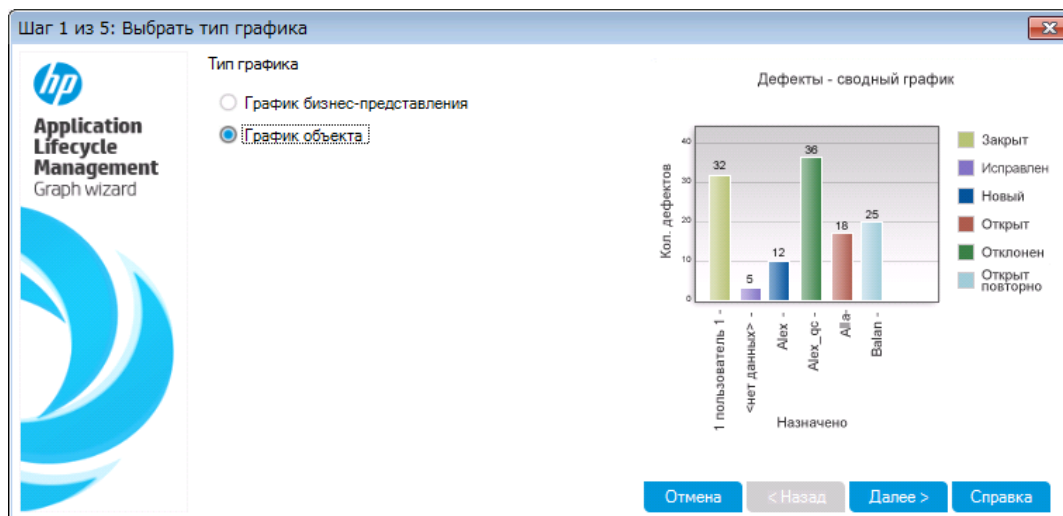 Шаг 1 из 5: Выбрать тип графика
hp
Application
Lifecycle
Management
Graph wizard
Тип графика
График бизнес-представления
График объекта
Дефекты - сводный график
Кол. дефектов
40
30
20
10
0
32
5
12
36
18
25
1 пользователь 1 -
<нет данных> -
Alex -
Alex_qc -
Alla-
Balan -
Назначено
Закрыт
Исправлен
Новый
Открыт
Отклонен
Открыт
повторно
Отмена
< Назад
Далее >
Справка